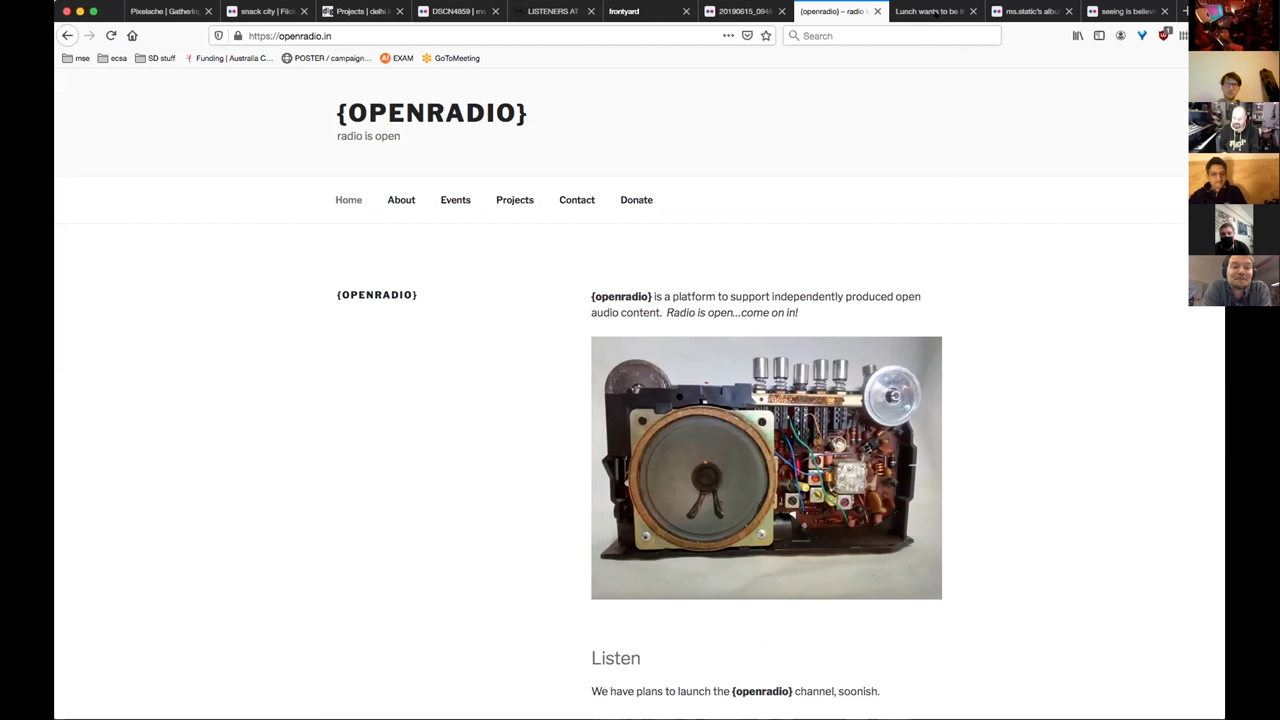 Pixelache | Gathering
snack city | Flick
Projects | delhi l
DSCN4859 | m
LISTENERS AT
frontyard
20190615_094
{openradio} – radio i
Lunch wants to be
ms.static's albu
seeing is believ
https://openradio.in
Search
mse
ecsa
SD stuff
Funding | Australia C...
POSTER / campaign...
EXAM
GoToMeeting
{OPENRADIO}
radio is open
Home About Events Projects Contact Donate
{OPENRADIO}
{openradio} is a platform to support independently produced open
audio content. Radio is open...come on in!
Listen
We have plans to launch the {openradio} channel, soonish.